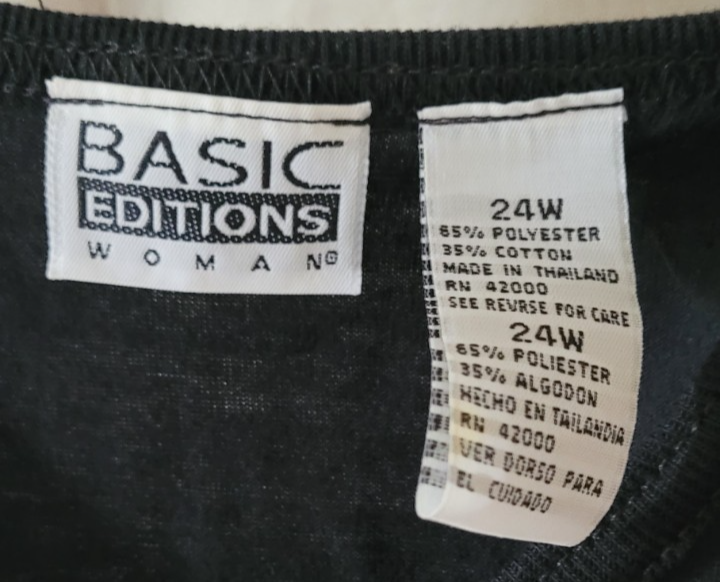 BASIC
EDITIONS
WOMAN®
24W
65% POLYESTER
35% COTTON
MADE IN THAILAND
RN 42000
SEE REVRSE FOR CARE
24W
65% POLIESTER
35% ALGODON
HECHO EN TAILANDIA
RN 42000
VER DORSO PARA
EL CUIDADO